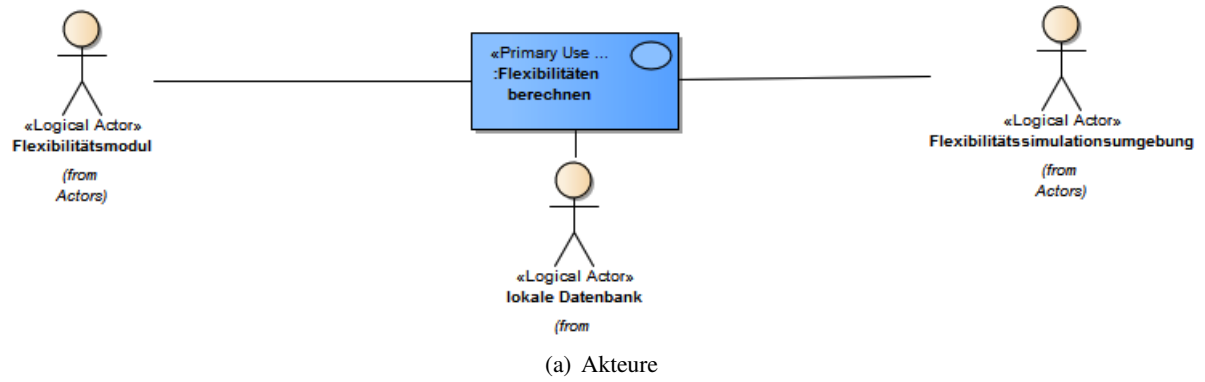 «Primary Use ...
:Flexibilitäten
berechnen
«Logical Actor»
Flexibilitätsmodul
(from
Actors)
«Logical Actor»
Flexibilitätssimulationsumgebung
(from
Actors)
«Logical Actor»
lokale Datenbank
(from
(a) Akteure